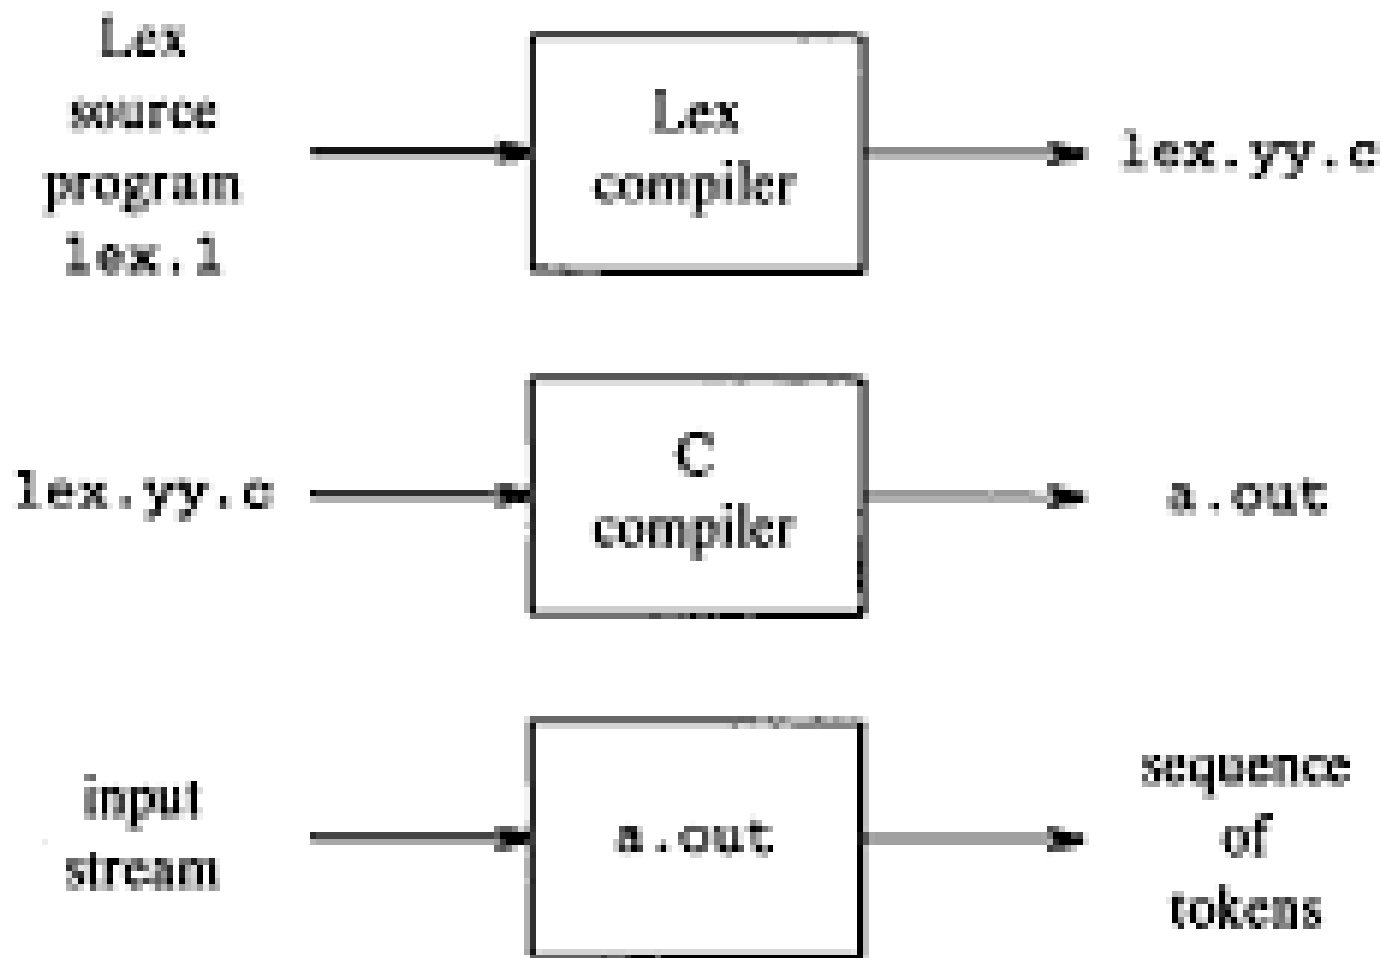 Lex
source
program
lex.l
Lex
compiler
lex.yy.c
lex.yy.c
C
compiler
a.out
input
stream
a.out
sequence
of
tokens